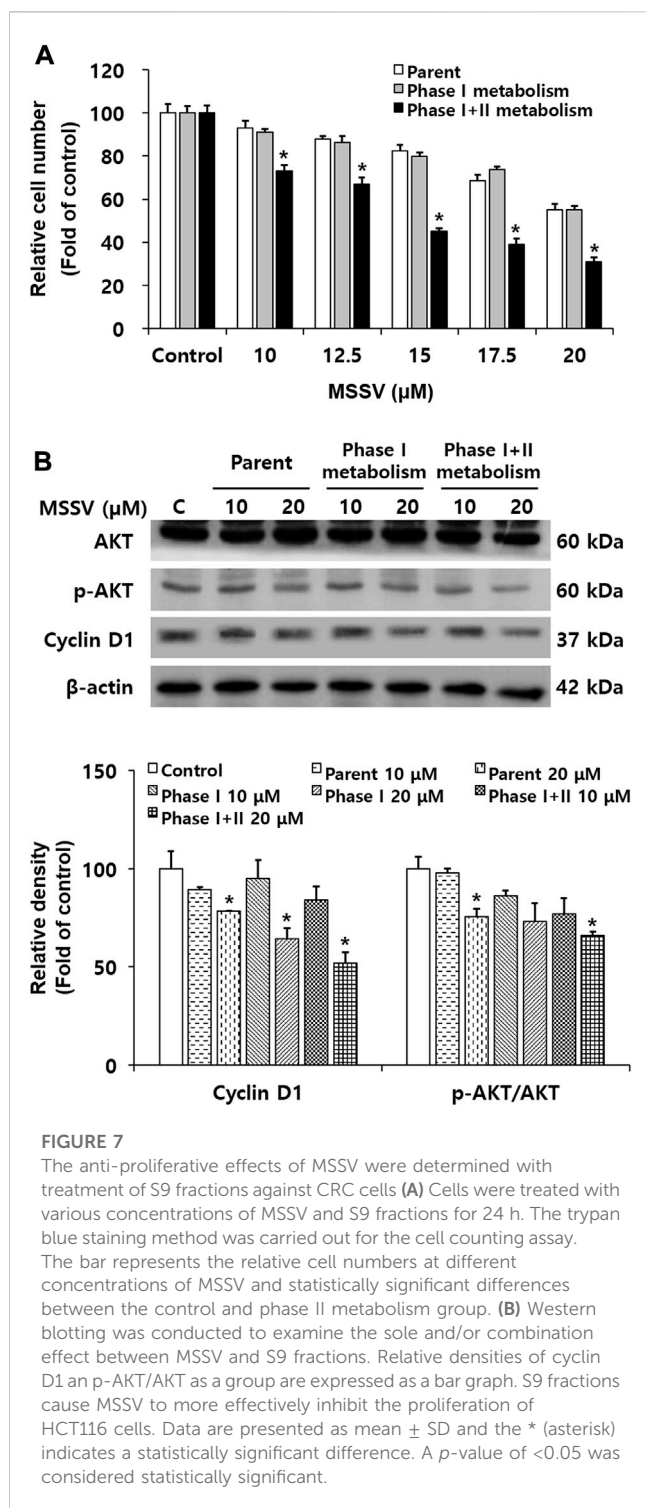 A
Relative cell number
(Fold of control)
120
100
80
60
40
20
0
Parent
Phase I metabolism
Phase I+II metabolism
* * * * *
Control 10 12.5 15 17.5 20
MSSV (µM)
B
Parent
Phase I
metabolism
Phase I+II
metabolism
MSSV (µM) C 10 20 10 20 10 20
AKT 60 kDa
p-AKT 60 kDa
Cyclin D1 37 kDa
β-actin 42 kDa
Relative density
(Fold of control)
150
100
50
0
Control Parent 10 µM Parent 20 µM
Phase I 10 µM Phase I 20 µM Phase I+II 10 µM
Phase I+II 20 µM
* * * * *
Cyclin D1 p-AKT/AKT
FIGURE 7
The anti-proliferative effects of MSSV were determined with
treatment of S9 fractions against CRC cells (A) Cells were treated with
various concentrations of MSSV and S9 fractions for 24 h. The trypan
blue staining method was carried out for the cell counting assay.
The bar represents the relative cell numbers at different
concentrations of MSSV and statistically significant differences
between the control and phase II metabolism group. (B) Western
blotting was conducted to examine the sole and/or combination
effect between MSSV and S9 fractions. Relative densities of cyclin
D1 an p-AKT/AKT as a group are expressed as a bar graph. S9 fractions
cause MSSV to more effectively inhibit the proliferation of
HCT116 cells. Data are presented as mean ± SD and the * (asterisk)
indicates a statistically significant difference. A p-value of <0.05 was
considered statistically significant.